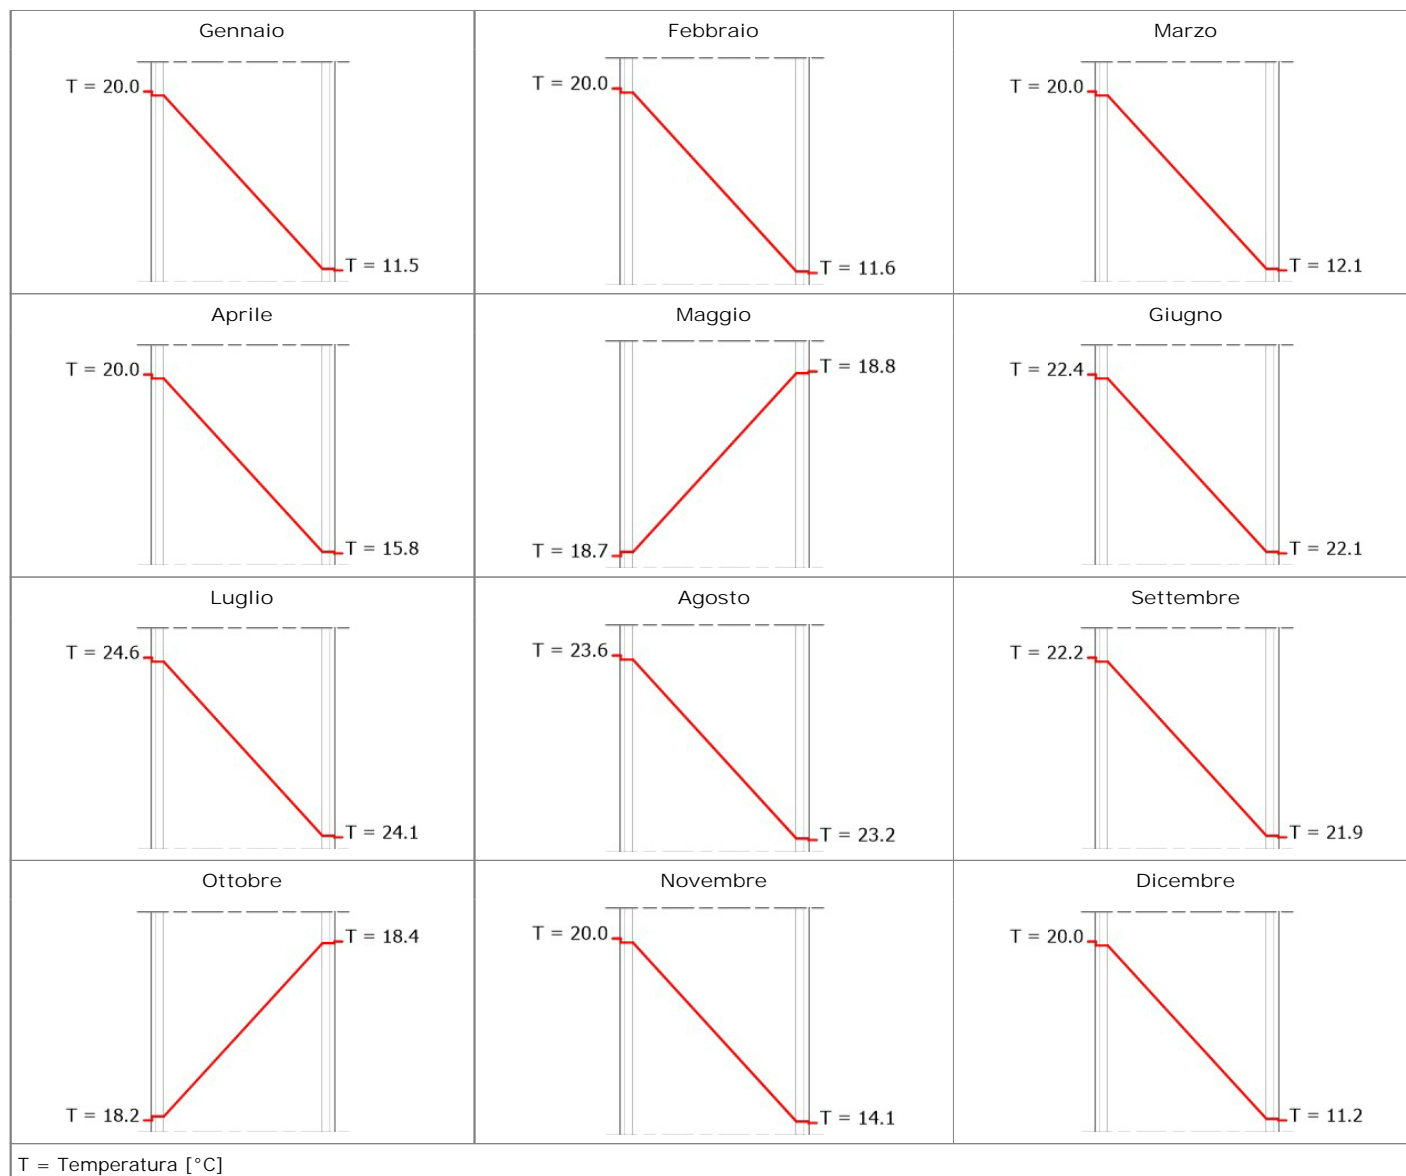 Gennaio
T = 20.0
T = 11.5
Febbraio
T = 20.0
T = 11.6
Marzo
T = 20.0
T = 12.1
Aprile
T = 20.0
T = 15.8
Maggio
T = 18.8
T = 18.7
Giugno
T = 22.4
T = 22.1
Luglio
T = 24.6
T = 24.1
Agosto
T = 23.6
T = 23.2
Settembre
T = 22.2
T = 21.9
Ottobre
T = 18.4
T = 18.2
Novembre
T = 20.0
T = 14.1
Dicembre
T = 20.0
T = 11.2
T = Temperatura [°C]